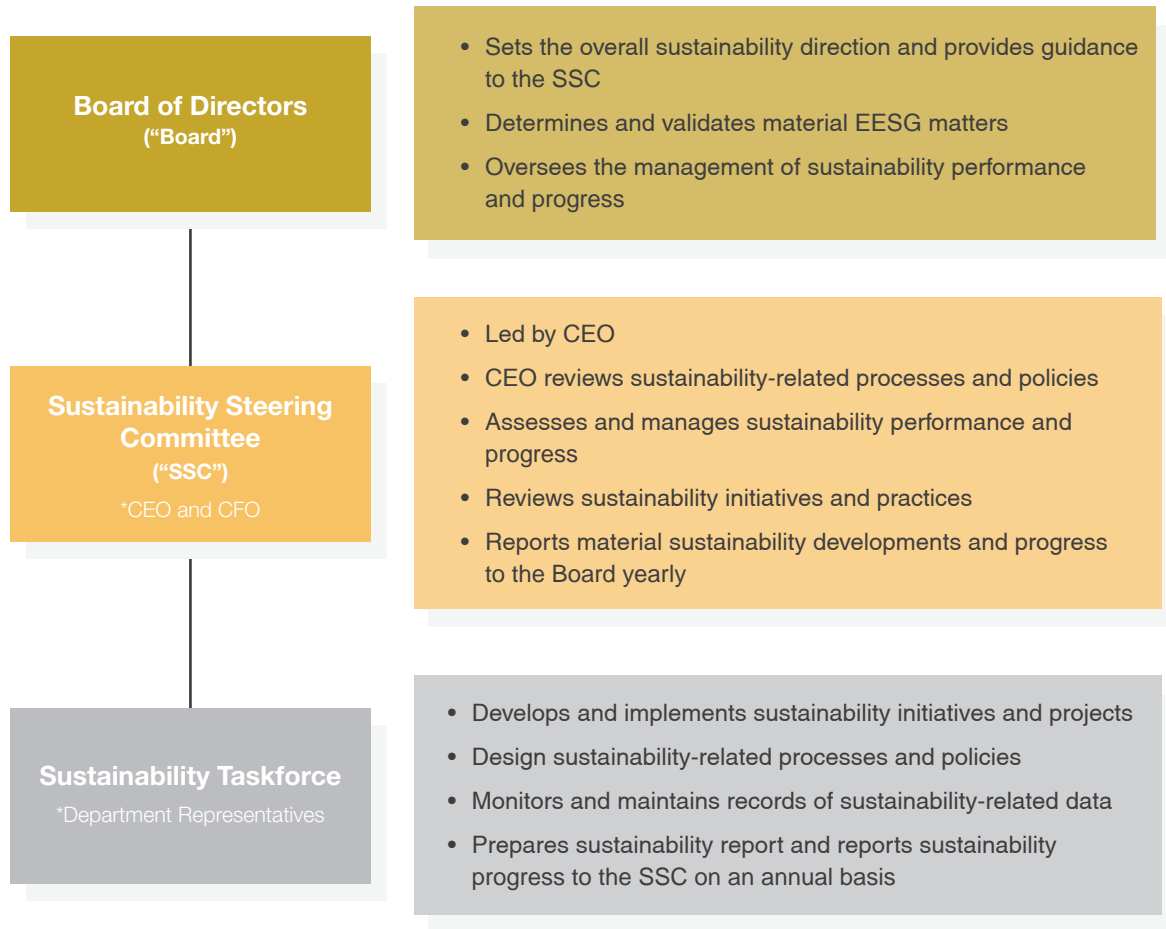 Board of Directors
(“Board”)
• Sets the overall sustainability direction and provides guidance
to the SSC
• Determines and validates material EESG matters
• Oversees the management of sustainability performance
and progress
Sustainability Steering
Committee
(“SSC”)
*CEO and CFO
• Led by CEO
• CEO reviews sustainability-related processes and policies
• Assesses and manages sustainability performance and
progress
• Reviews sustainability initiatives and practices
• Reports material sustainability developments and progress
to the Board yearly
Sustainability Taskforce
*Department Representatives
• Develops and implements sustainability initiatives and projects
• Design sustainability-related processes and policies
• Monitors and maintains records of sustainability-related data
• Prepares sustainability report and reports sustainability
progress to the SSC on an annual basis